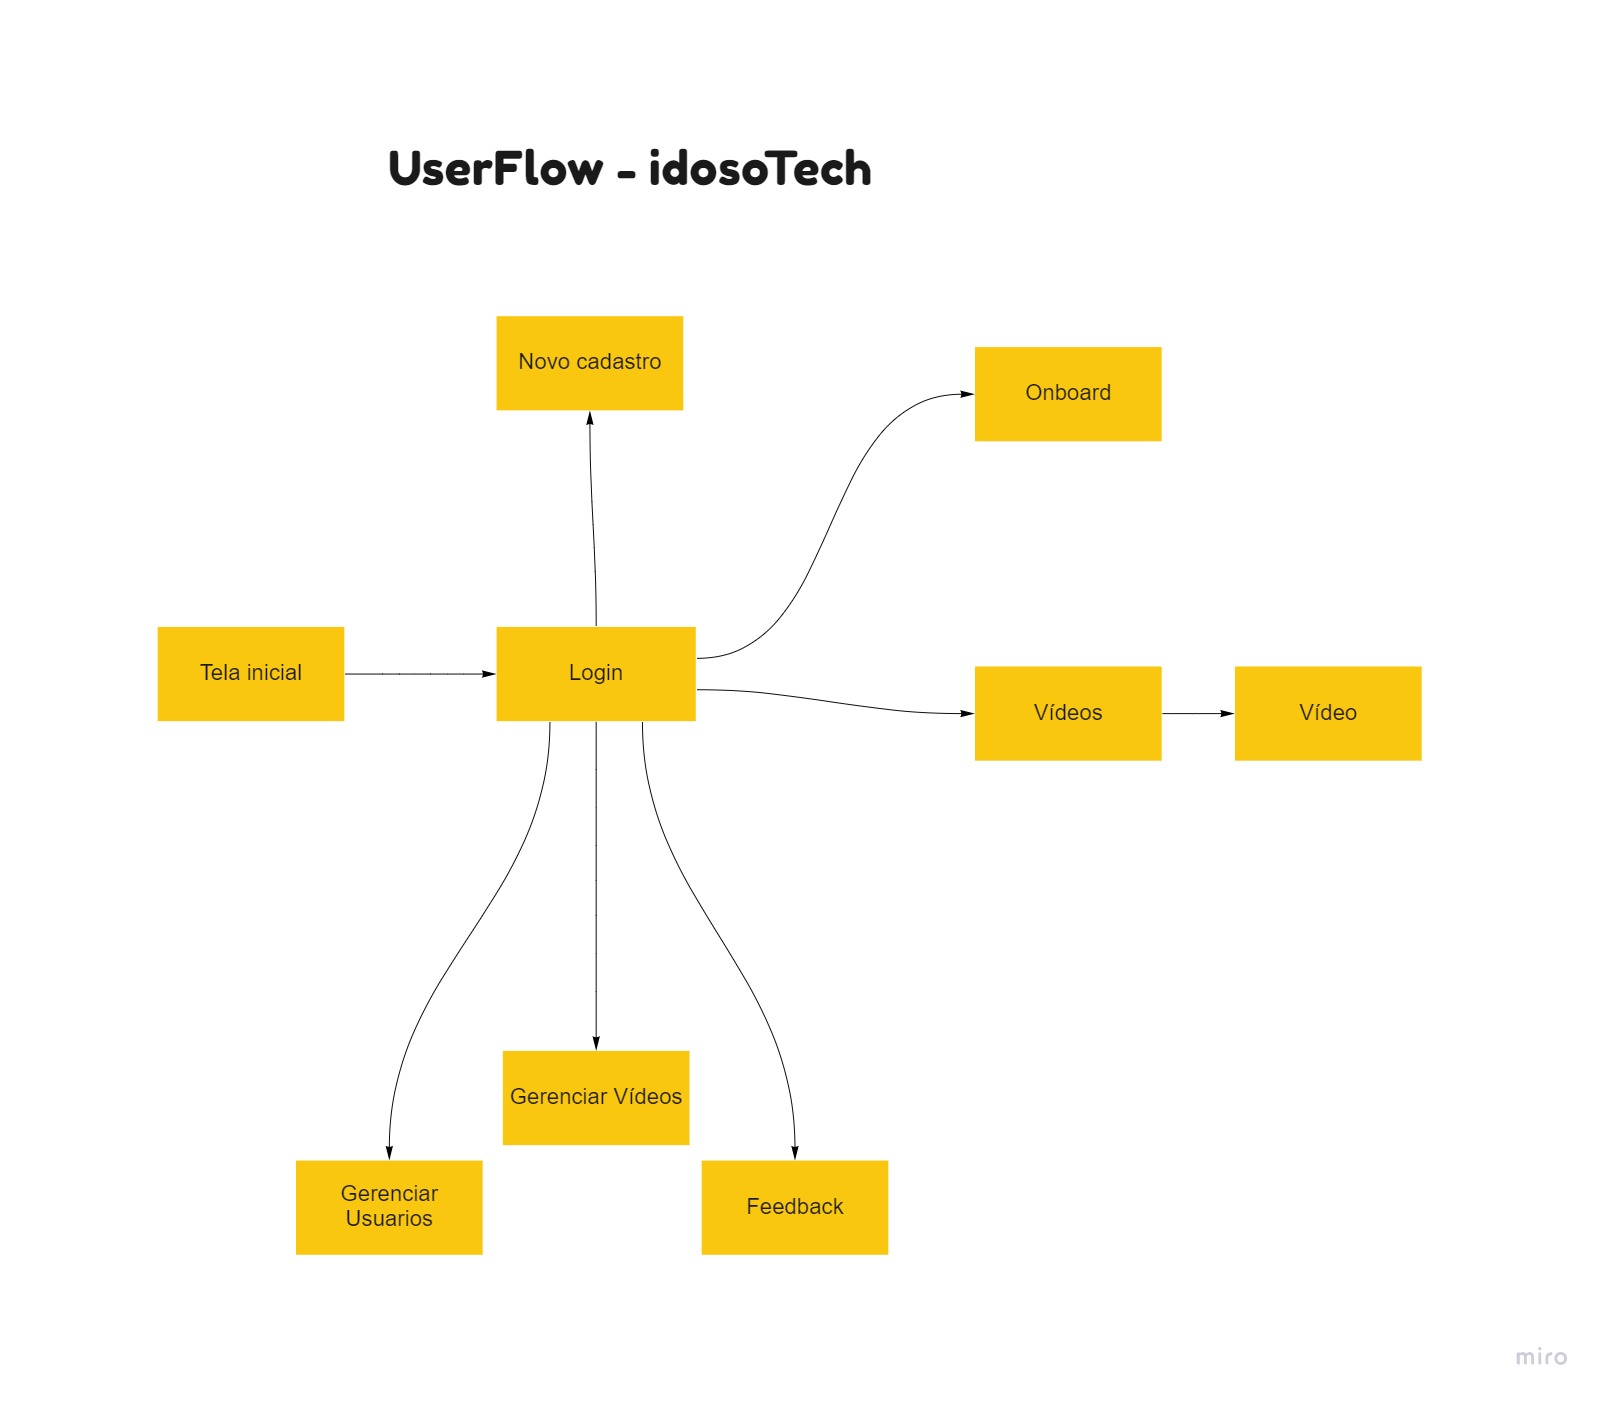 UserFlow - idosoTech
Novo cadastro
Onboard
Tela inicial
Login
Vídeos
Vídeo
Gerenciar Vídeos
Gerenciar
Usuarios
Feedback
miro